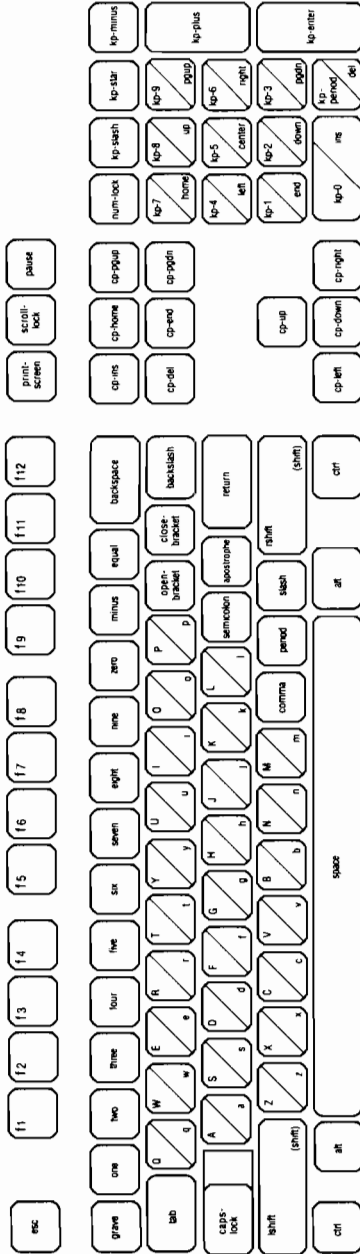 esc f1 f2 f3 f4 f5 f6 f7 f8 f9 f10 f11 f12 print-screen scroll-lock pause
grave one two three four five six seven eight nine zero minus equal backspace cp-ins cp-home cp-pgup num-lock kp-slash kp-star kp-minus
tab Q q W w E e R r T t Y y U u I i O o P p open-bracket close-bracket backslash cp-del cp-end cp-pgdn kp-7 home kp-8 up kp-9 pgup kp-plus
caps-lock A a S s D d F f G g H h J j K k L l semicolon apostrophe return kp-4 left kp-5 center kp-6 right
lshift (shift) Z z X x C c V v B b N n M m comma period slash rshift (shift) cp-up kp-1 end kp-2 down kp-3 pgdn kp-enter
ctrl alt space alt ctrl cp-left cp-down cp-right kp-0 ins kp-period del